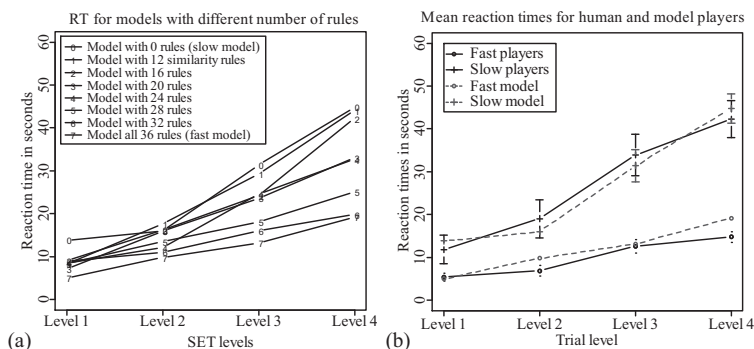 RT for models with different number of rules
0 Model with 0 rules (slow model)
1 Model with 12 similarity rules
2 Model with 16 rules
3 Model with 20 rules
4 Model with 24 rules
5 Model with 28 rules
6 Model with 32 rules
7 Model all 36 rules (fast model)
Reaction time in seconds
60
50
40
30
20
10
0
Level 1 Level 2 Level 3 Level 4
SET levels
(a)
Mean reaction times for human and model players
Fast players
Slow players
Fast model
Slow model
Reaction times in seconds
60
50
40
30
20
10
0
Level 1 Level 2 Level 3 Level 4
Trial level
(b)